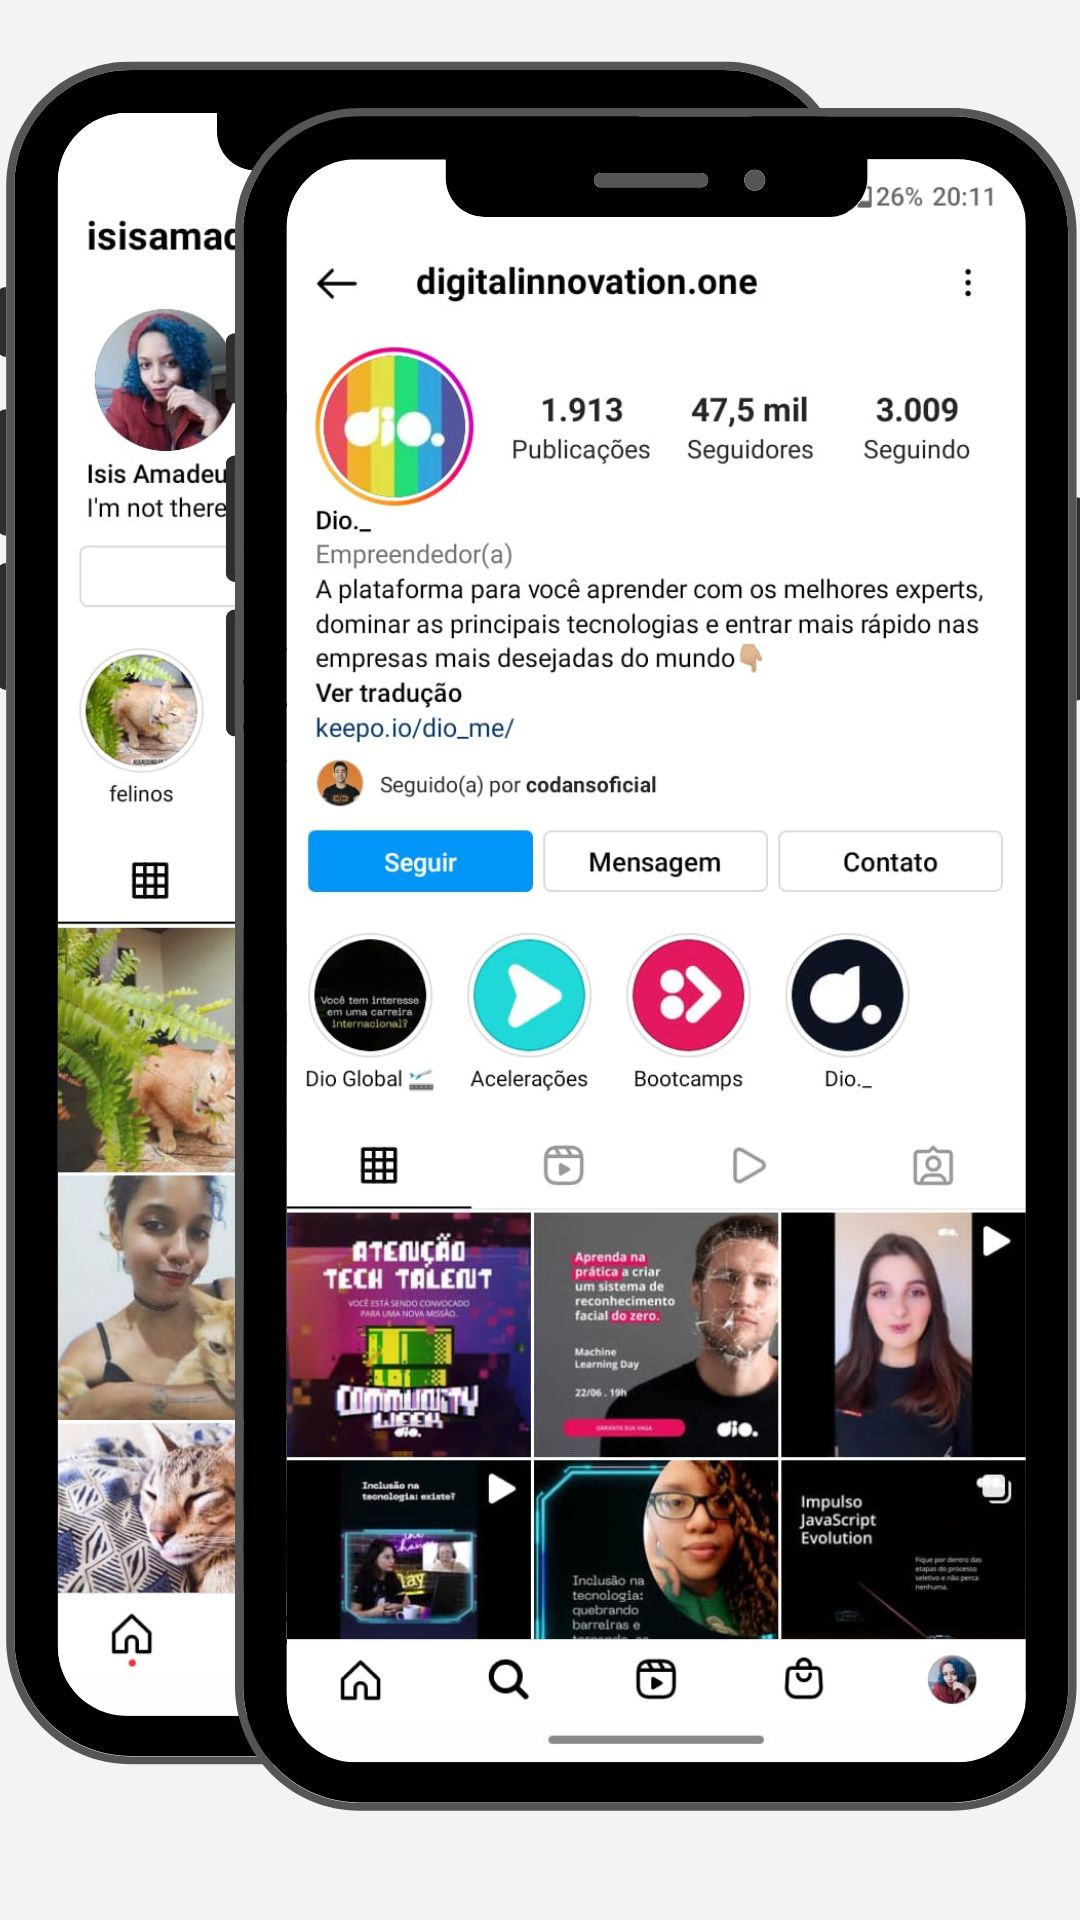 isisamad
Isis Amadeu
I'm not there
felinos
26% 20:11
digitalinnovation.one
dio.
1.913
Publicações
47,5 mil
Seguidores
3.009
Seguindo
Dio._
Empreendedor(a)
A plataforma para você aprender com os melhores experts,
dominar as principais tecnologias e entrar mais rápido nas
empresas mais desejadas do mundo👇🏼
Ver tradução
keepo.io/dio_me/
Seguido(a) por codansoficial
Seguir
Mensagem
Contato
Você tem interesse
em uma carreira
internacional?
d.
Dio Global 🛫
Acelerações
Bootcamps
Dio._
ATENÇÃO
TECH TALENT
VOCÊ ESTÁ SENDO CONVOCADO
PARA UMA NOVA MISSÃO.
COMMUNITY
WEEK
dio.
Aprenda na
prática a criar
um sistema de
reconhecimento
facial do zero.
Machine
Learning Day
22/06 . 19h
GARANTA SUA VAGA
dio.
dio.
Inclusão na
tecnologia: existe?
Inclusão na
tecnologia:
quebrando
barreiras e
Impulso
JavaScript
Evolution
Fique por dentro das
etapas do processo
seletivo e não perca
nenhuma.